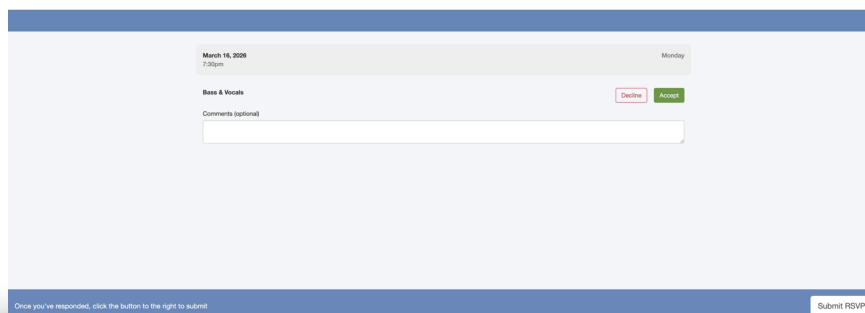 March 16, 2026 Monday
7:30pm
Bass & Vocals Decline Accept
Comments (optional)
Once you've responded, click the button to the right to submit Submit RSVP